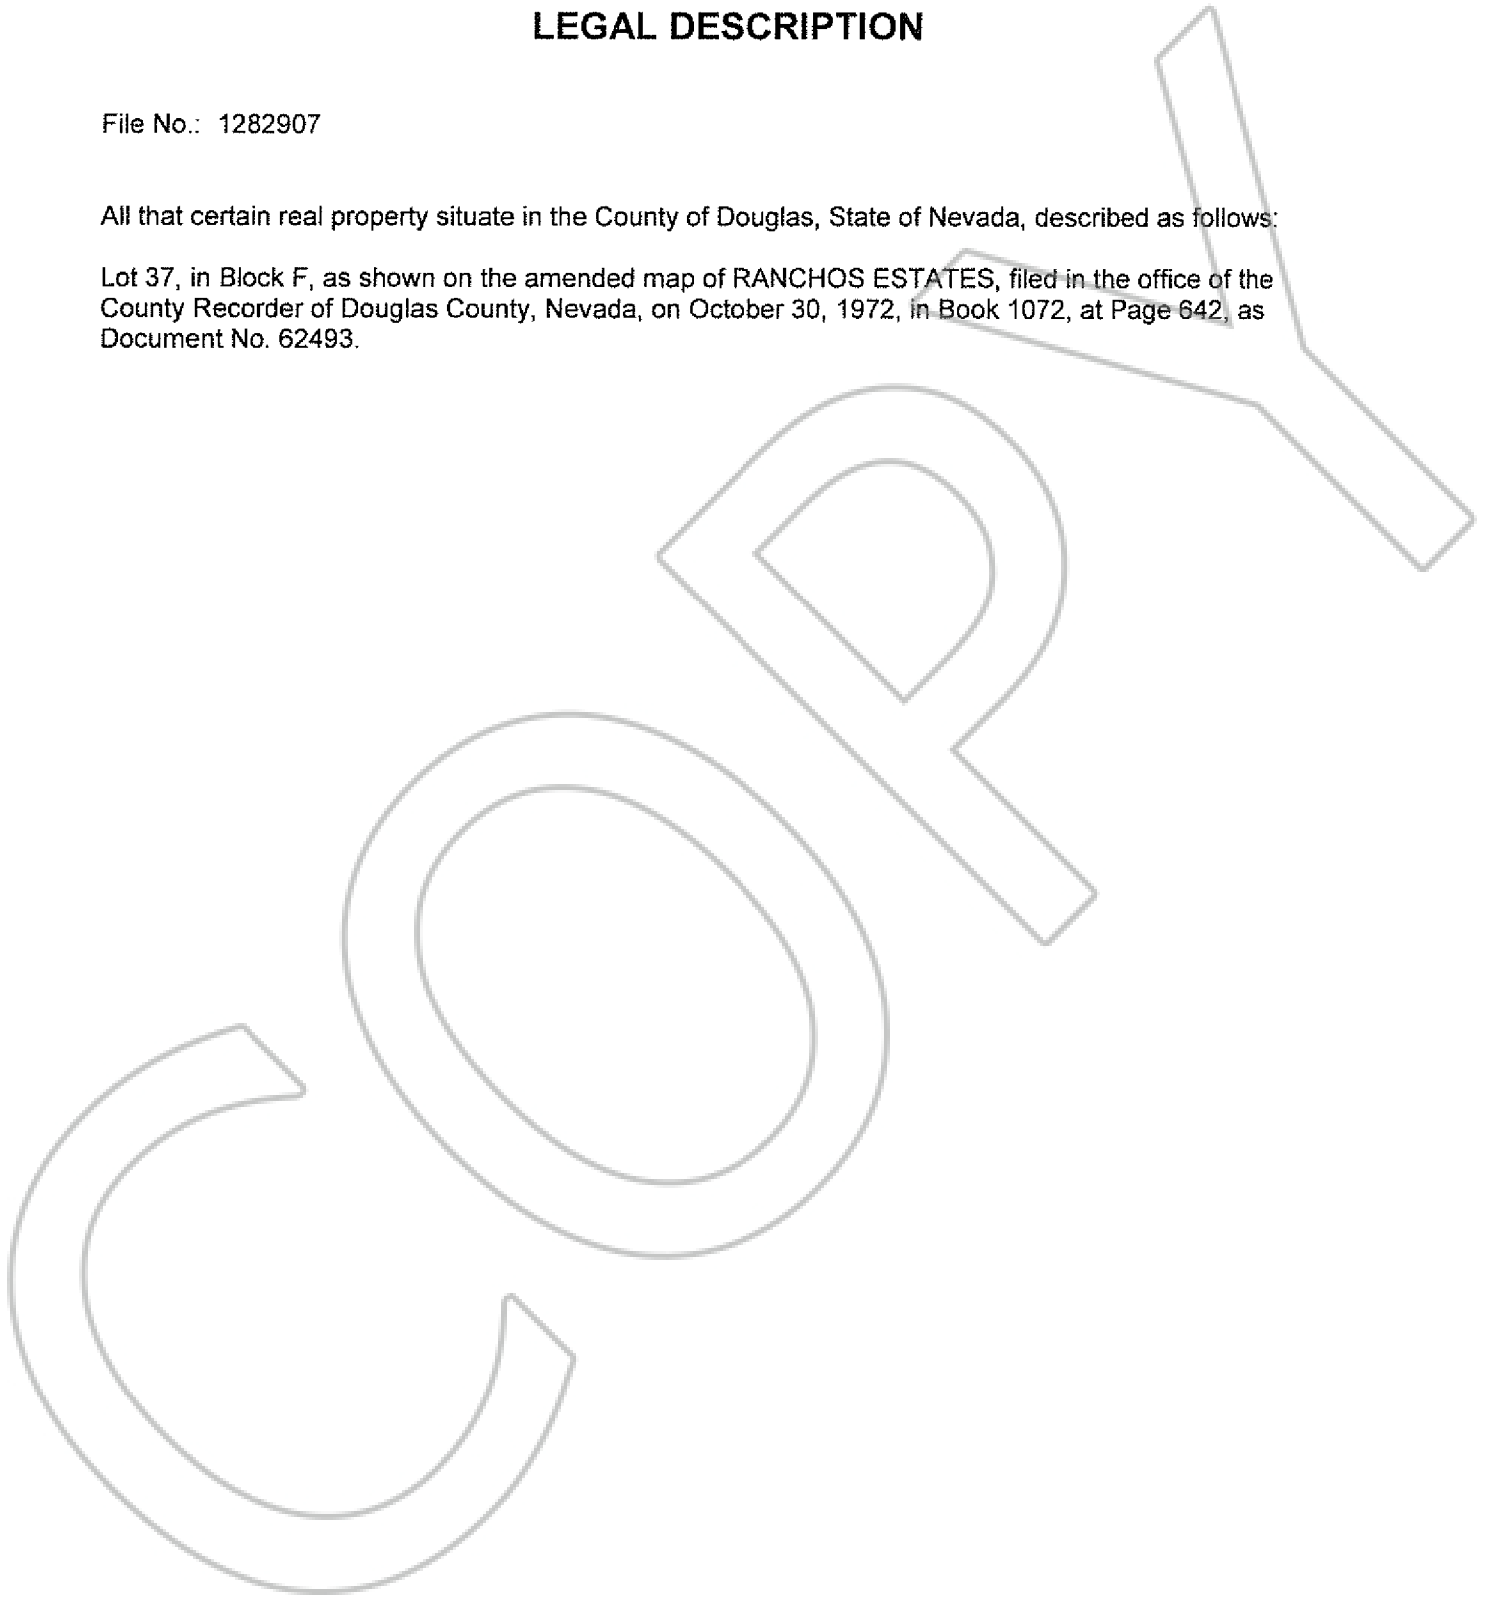 LEGAL DESCRIPTION
File No.: 1282907
All that certain real property situate in the County of Douglas, State of Nevada, described as follows:
Lot 37, in Block F, as shown on the amended map of RANCHOS ESTATES, filed in the office of the
County Recorder of Douglas County, Nevada, on October 30, 1972, in Book 1072, at Page 642, as
Document No. 62493.
COPY